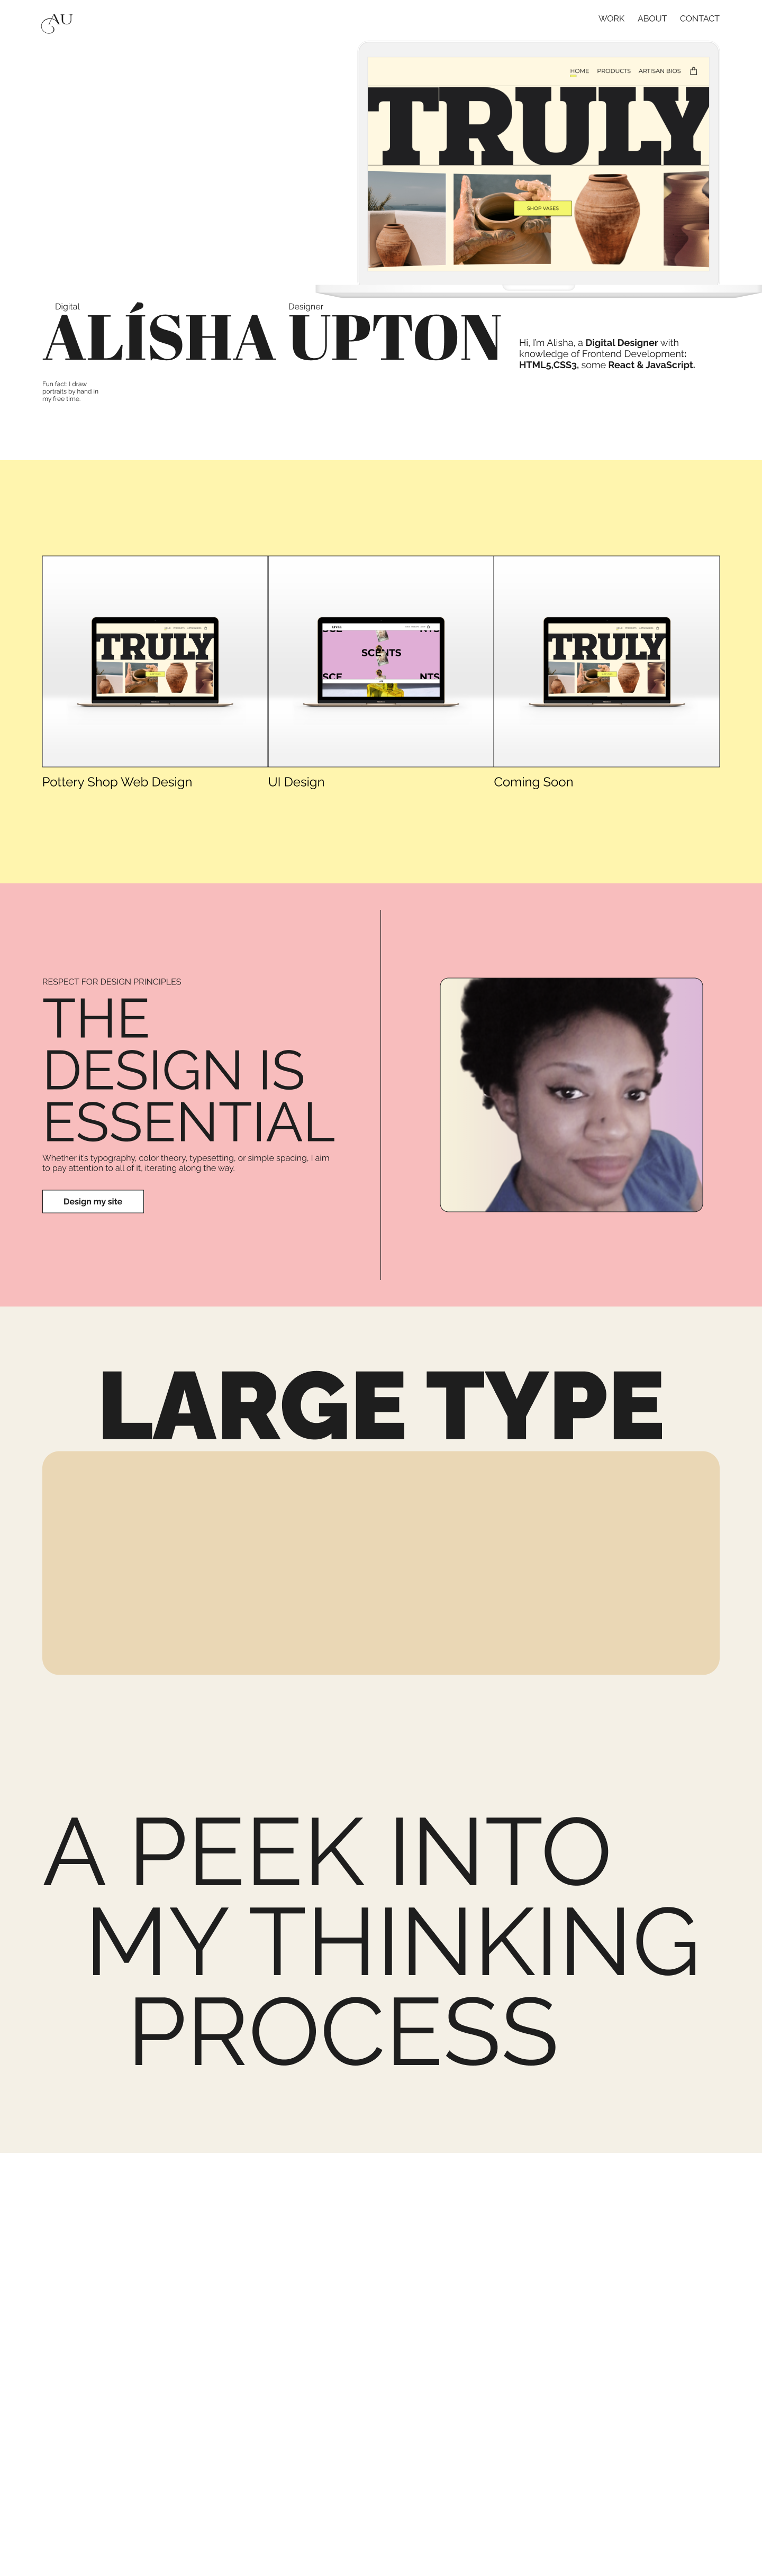 AU
WORK ABOUT CONTACT
HOME PRODUCTS ARTISAN BIOS
TRULY
SHOP VASES
Digital
Designer
ALÍSHA UPTON
Hi, I'm Alisha, a Digital Designer with
knowledge of Frontend Development:
HTML5,CSS3, some React & JavaScript.
Fun fact: I draw
portraits by hand in
my free time.
TRULY
SCE NTS
SCENTS
SCE NTS
TRULY
Pottery Shop Web Design
UI Design
Coming Soon
RESPECT FOR DESIGN PRINCIPLES
THE
DESIGN IS
ESSENTIAL
Whether it's typography, color theory, typesetting, or simple spacing, I aim
to pay attention to all of it, iterating along the way.
Design my site
LARGE TYPE
A PEEK INTO
MY THINKING
PROCESS